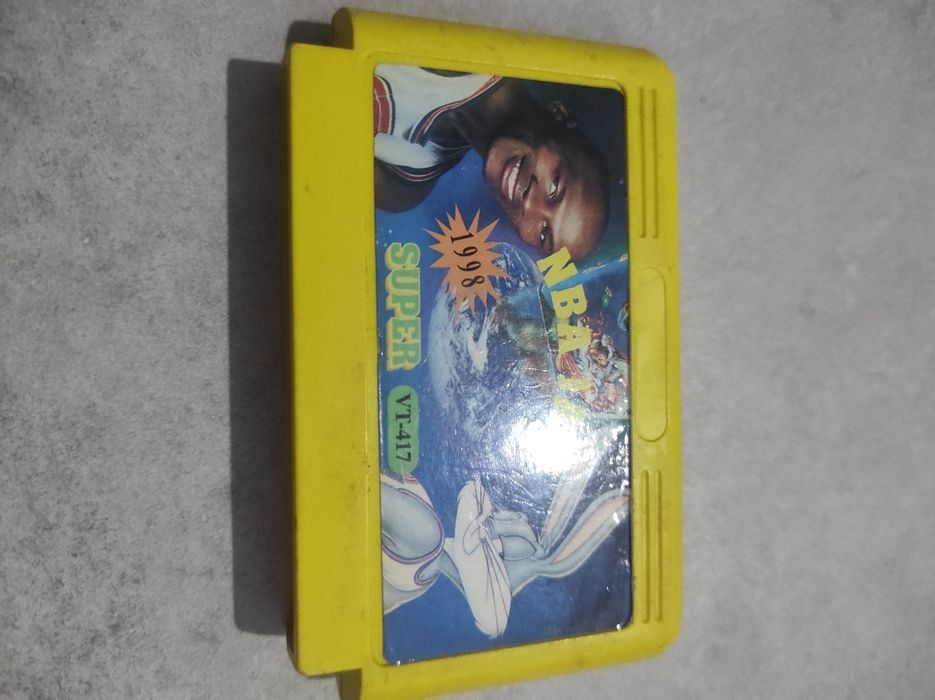 NBA
1998
SUPER
VT-417